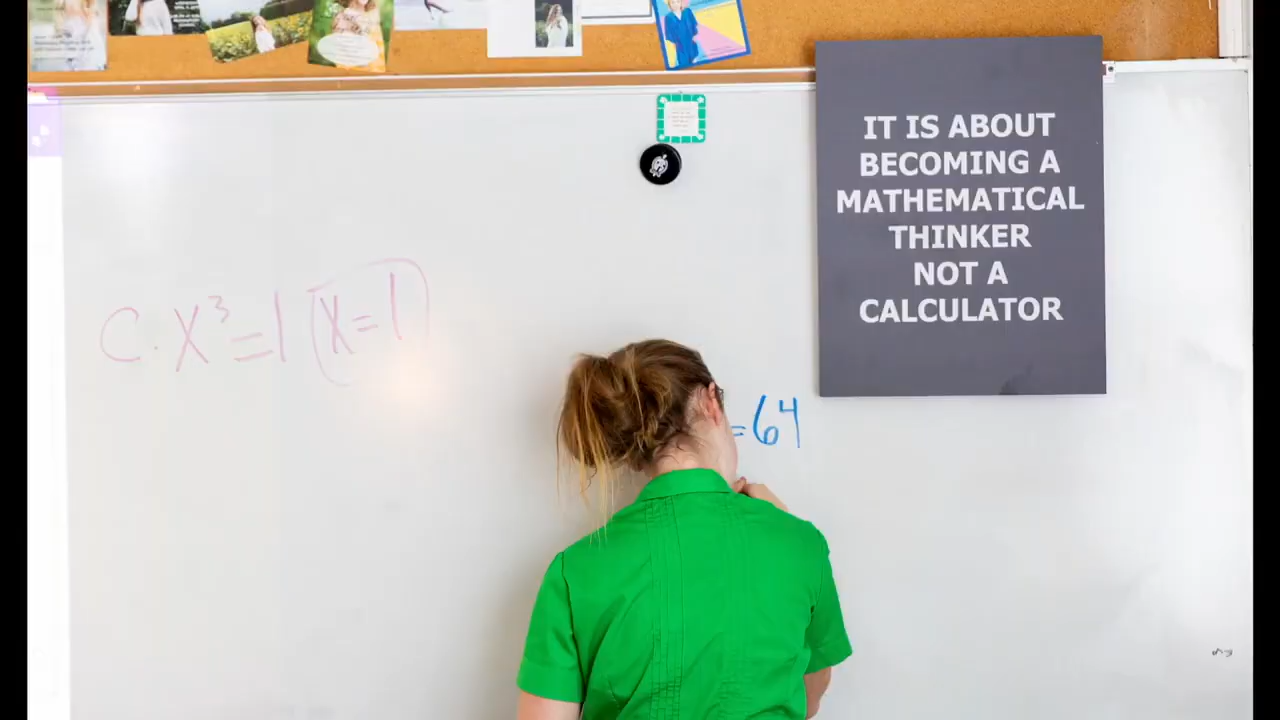 IT IS ABOUT
BECOMING A
MATHEMATICAL
THINKER
NOT A
CALCULATOR
C. X³=1 X=1
=64